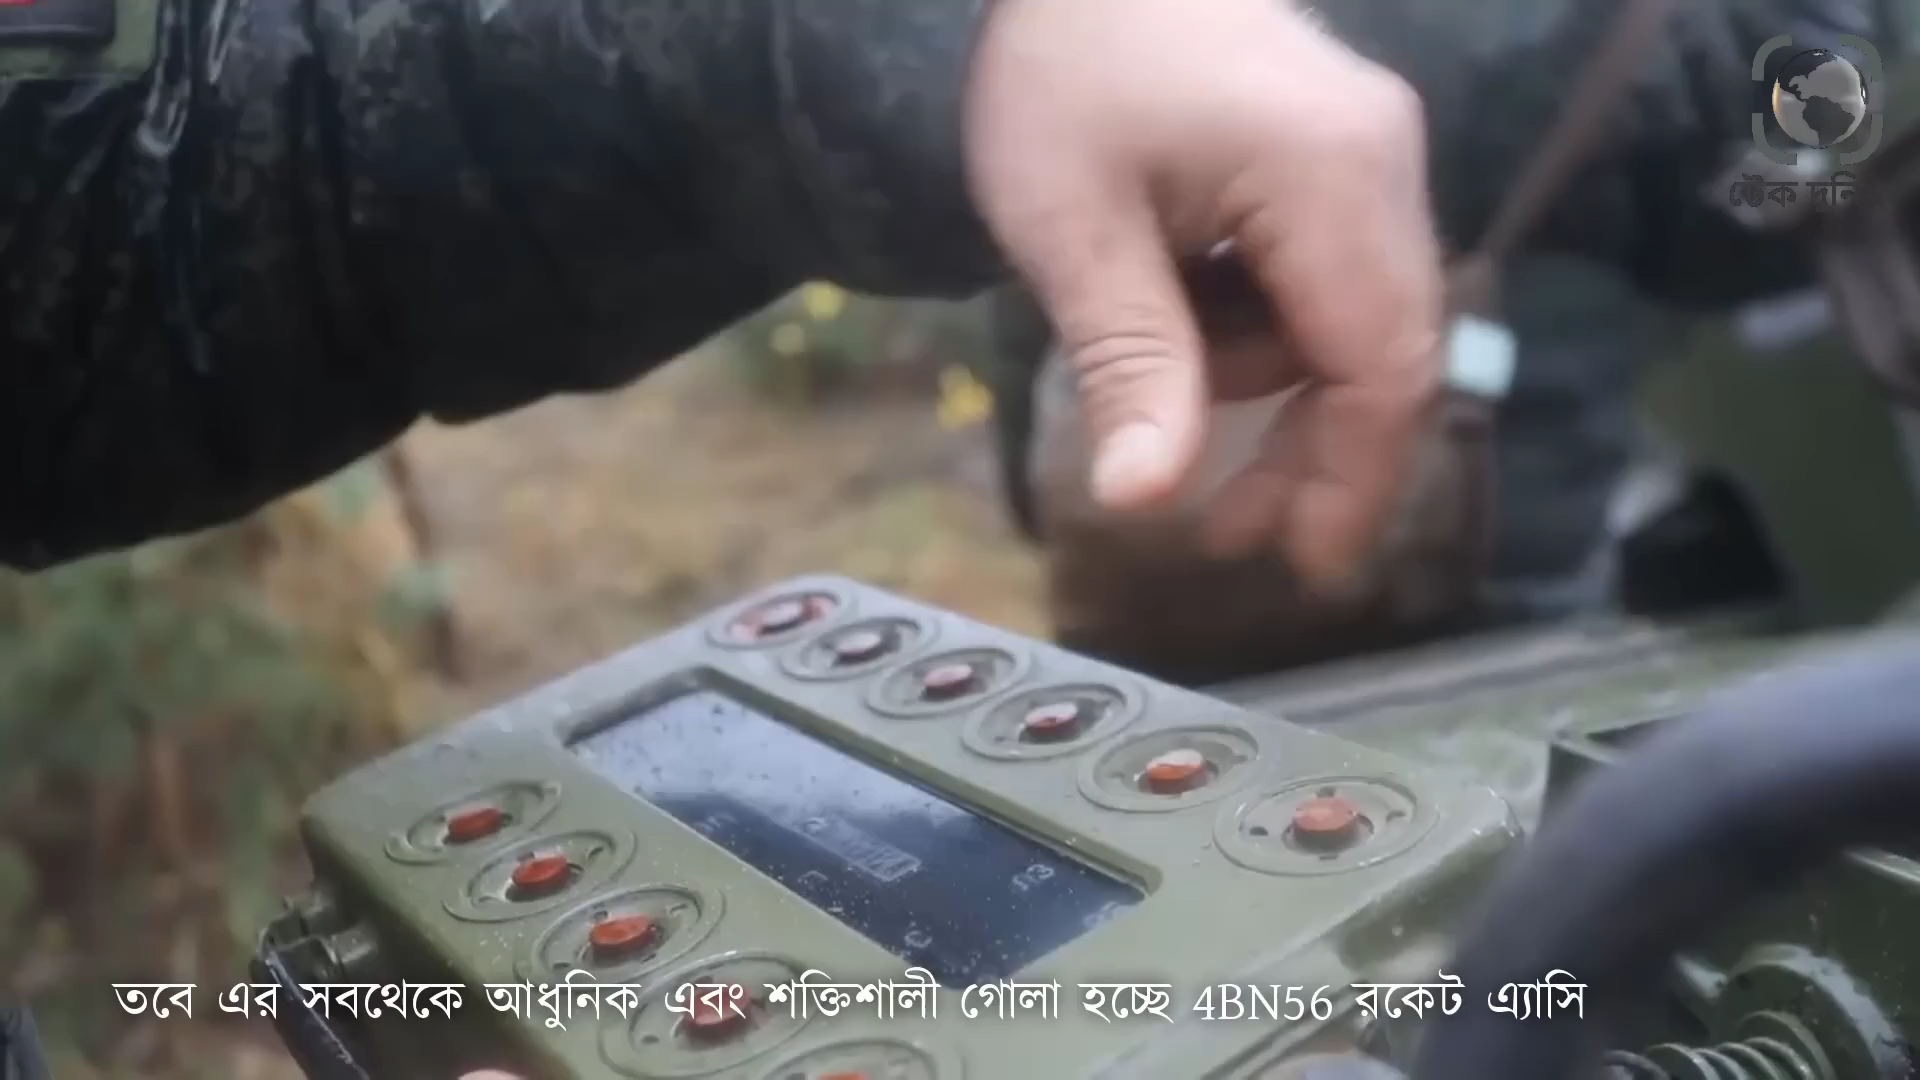 টেক দুনি
তবে এর সবথেকে আধুনিক এবং শক্তিশালী গোলা হচ্ছে 4BN56 রকেট এ্যাসি